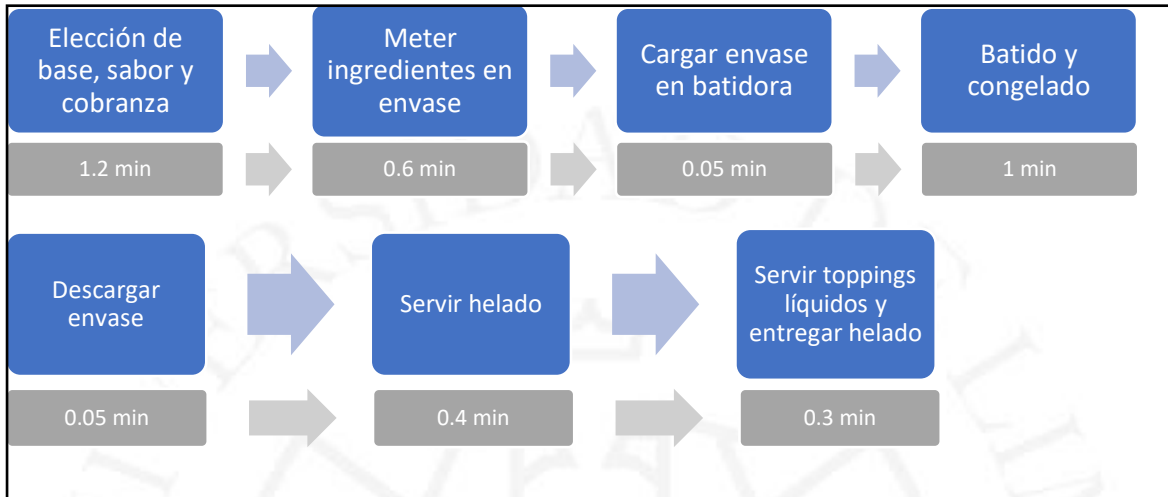 Elección de
base, sabor y
cobranza
Meter
ingredientes en
envase
Cargar envase
en batidora
Batido y
congelado
1.2 min
0.6 min
0.05 min
1 min
Descargar
envase
Servir helado
Servir toppings
líquidos y
entregar helado
0.05 min
0.4 min
0.3 min